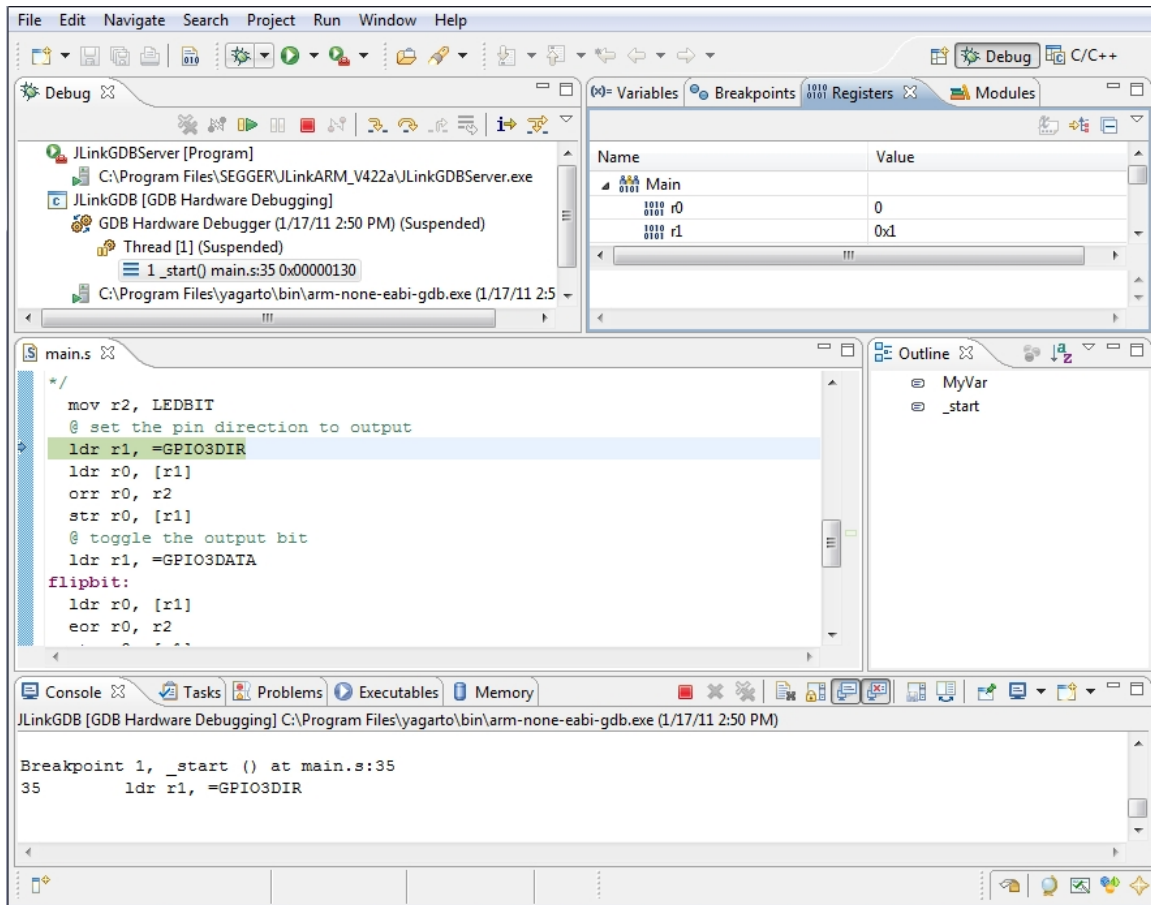 File Edit Navigate Search Project Run Window Help
Debug C/C++
Debug
JLinkGDBServer [Program]
C:\Program Files\SEGGER\JLinkARM_V422a\JLinkGDBServer.exe
JLinkGDB [GDB Hardware Debugging]
GDB Hardware Debugger (1/17/11 2:50 PM) (Suspended)
Thread [1] (Suspended)
1 _start() main.s:35 0x00000130
C:\Program Files\yagarto\bin\arm-none-eabi-gdb.exe (1/17/11 2:5
(x)= Variables Breakpoints Registers Modules
Name Value
Main
r0 0
r1 0x1
main.s
*/
mov r2, LEDBIT
@ set the pin direction to output
ldr r1, =GPIO3DIR
ldr r0, [r1]
orr r0, r2
str r0, [r1]
@ toggle the output bit
ldr r1, =GPIO3DATA
flipbit:
ldr r0, [r1]
eor r0, r2
Outline
MyVar
_start
Console Tasks Problems Executables Memory
JLinkGDB [GDB Hardware Debugging] C:\Program Files\yagarto\bin\arm-none-eabi-gdb.exe (1/17/11 2:50 PM)
Breakpoint 1, _start () at main.s:35
35 ldr r1, =GPIO3DIR